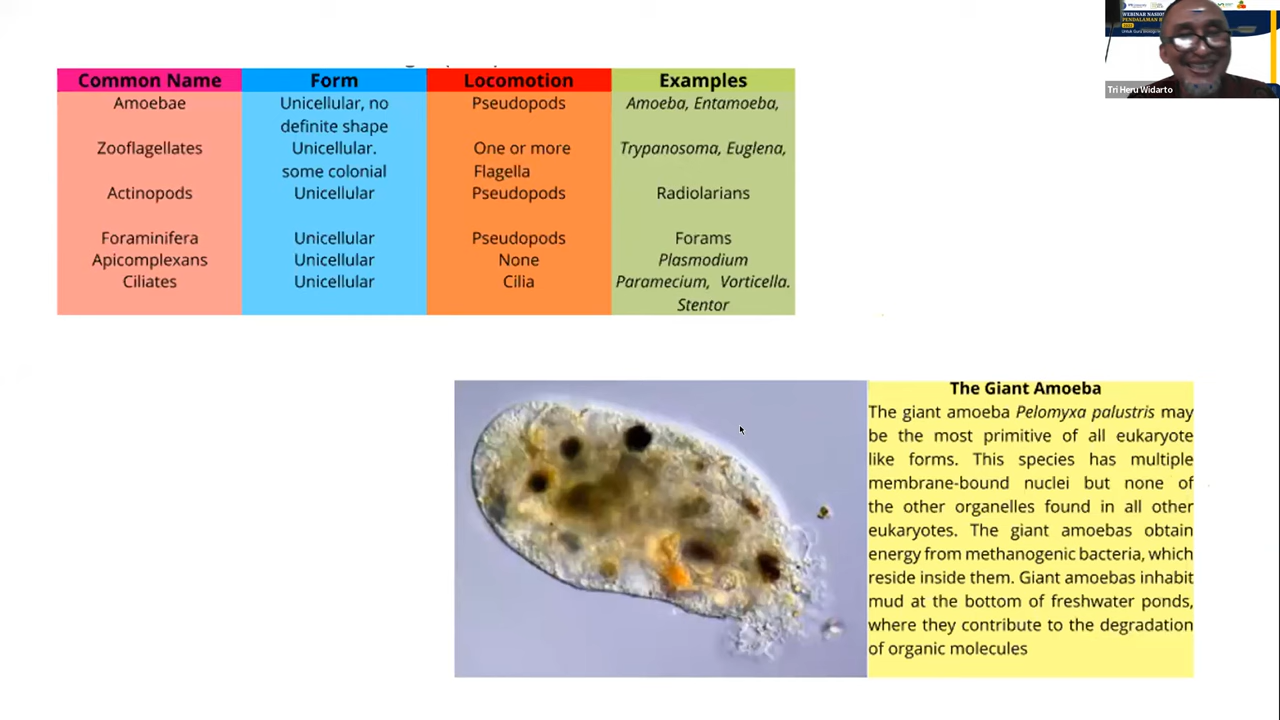 WEBINAR NASIONAL
PENDALAMAN
Tri Heru Widarto
Common Name Form Locomotion Examples
Amoebae Unicellular, no Pseudopods Amoeba, Entamoeba,
definite shape
Zooflagellates Unicellular. One or more Trypanosoma, Euglena,
some colonial Flagella
Actinopods Unicellular Pseudopods Radiolarians
Foraminifera Unicellular Pseudopods Forams
Apicomplexans Unicellular None Plasmodium
Ciliates Unicellular Cilia Paramecium, Vorticella.
Stentor
The Giant Amoeba
The giant amoeba Pelomyxa palustris may
be the most primitive of all eukaryote
like forms. This species has multiple
membrane-bound nuclei but none of
the other organelles found in all other
eukaryotes. The giant amoebas obtain
energy from methanogenic bacteria, which
reside inside them. Giant amoebas inhabit
mud at the bottom of freshwater ponds,
where they contribute to the degradation
of organic molecules